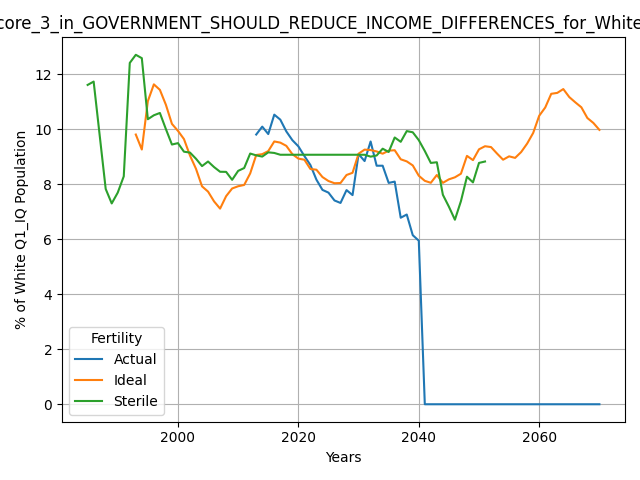 core_3_in_GOVERNMENT_SHOULD_REDUCE_INCOME_DIFFERENCES_for_White
% of White Q1_IQ Population
12
10
8
6
4
2
0
Fertility
Actual
Ideal
Sterile
2000 2020 2040 2060
Years